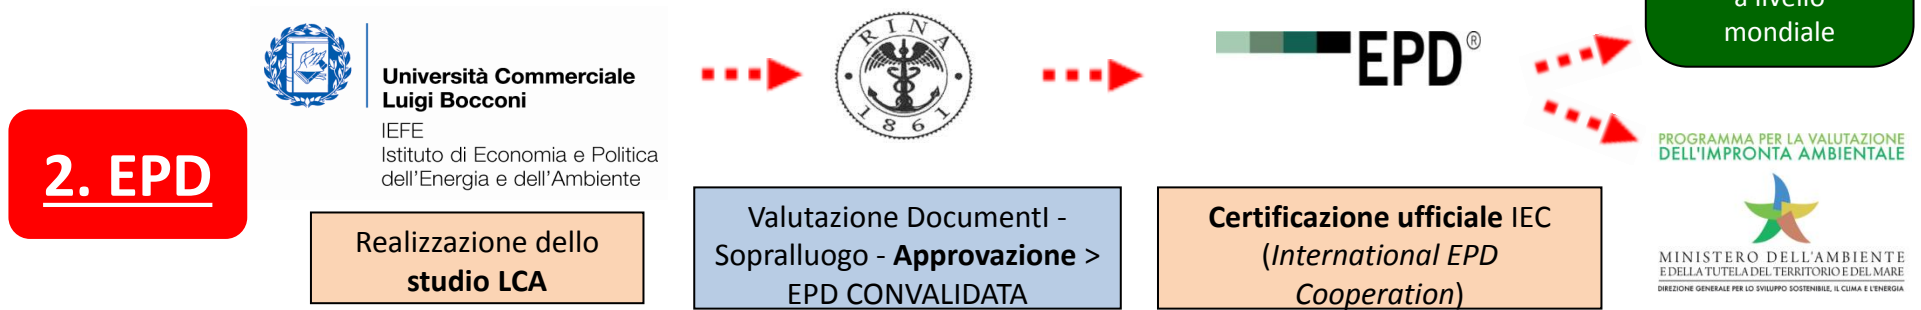 a livello
mondiale
2. EPD
Università Commerciale
Luigi Bocconi
IEFE
Istituto di Economia e Politica
dell'Energia e dell'Ambiente
Realizzazione dello
studio LCA
RINA
1861
Valutazione DocumentI -
Sopralluogo - Approvazione >
EPD CONVALIDATA
EPD®
Certificazione ufficiale IEC
(International EPD
Cooperation)
PROGRAMMA PER LA VALUTAZIONE
DELL'IMPRONTA AMBIENTALE
MINISTERO DELL'AMBIENTE
E DELLA TUTELA DEL TERRITORIO E DEL MARE
DIREZIONE GENERALE PER LO SVILUPPO SOSTENIBILE, IL CLIMA E L'ENERGIA